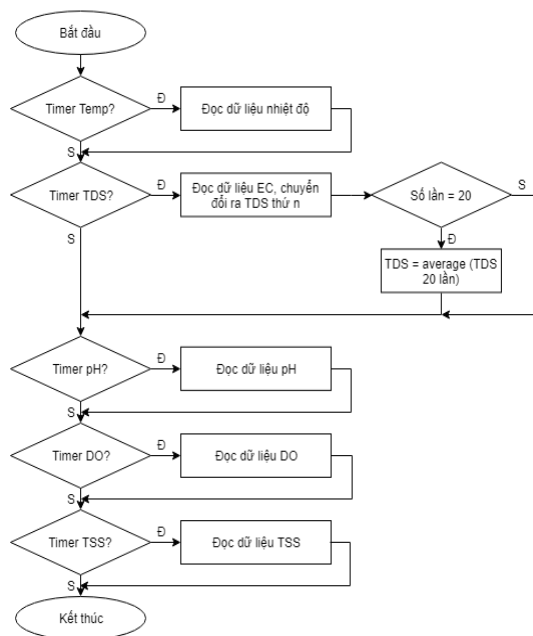 Bắt đầu
Timer Temp?
Đ
Đọc dữ liệu nhiệt độ
S
Timer TDS?
Đ
Đọc dữ liệu EC, chuyển
đổi ra TDS thứ n
Số lần = 20
S
S
Đ
TDS = average (TDS
20 lần)
Timer pH?
Đ
Đọc dữ liệu pH
S
Timer DO?
Đ
Đọc dữ liệu DO
S
Timer TSS?
Đ
Đọc dữ liệu TSS
S
Kết thúc